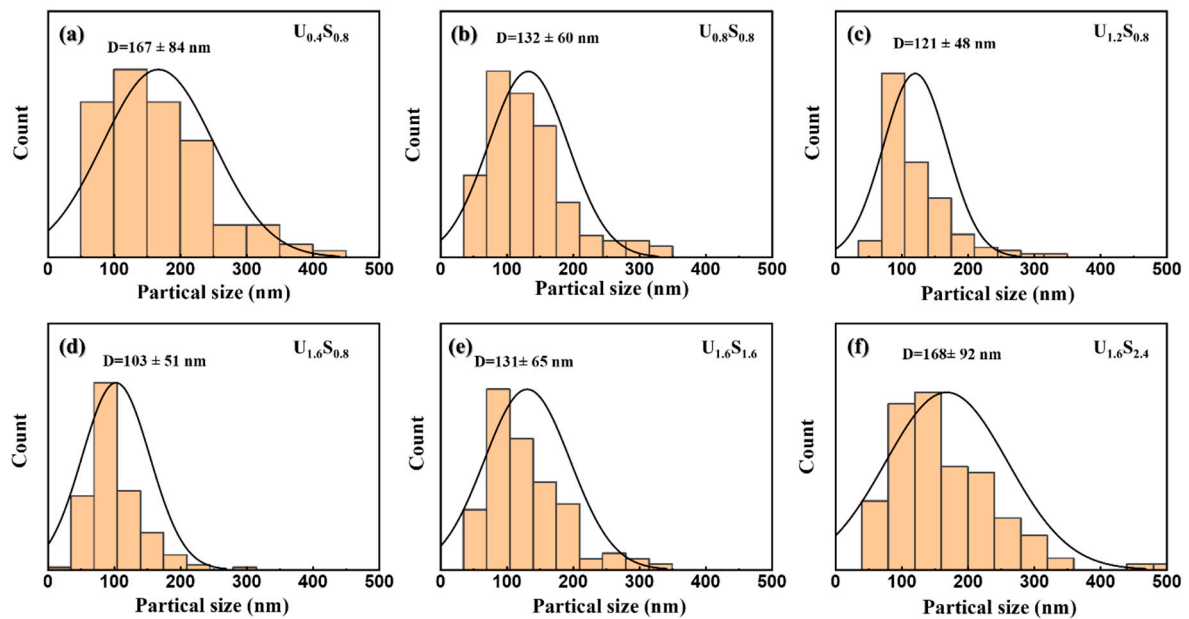 (a) D=167 ± 84 nm U0.4S0.8
Count
0 100 200 300 400 500
Partical size (nm)
(b) D=132 ± 60 nm U0.8S0.8
Count
0 100 200 300 400 500
Partical size (nm)
(c) D=121 ± 48 nm U1.2S0.8
Count
0 100 200 300 400 500
Partical size (nm)
(d) D=103 ± 51 nm U1.6S0.8
Count
0 100 200 300 400 500
Partical size (nm)
(e) D=131± 65 nm U1.6S1.6
Count
0 100 200 300 400 500
Partical size (nm)
(f) D=168± 92 nm U1.6S2.4
Count
0 100 200 300 400 500
Partical size (nm)